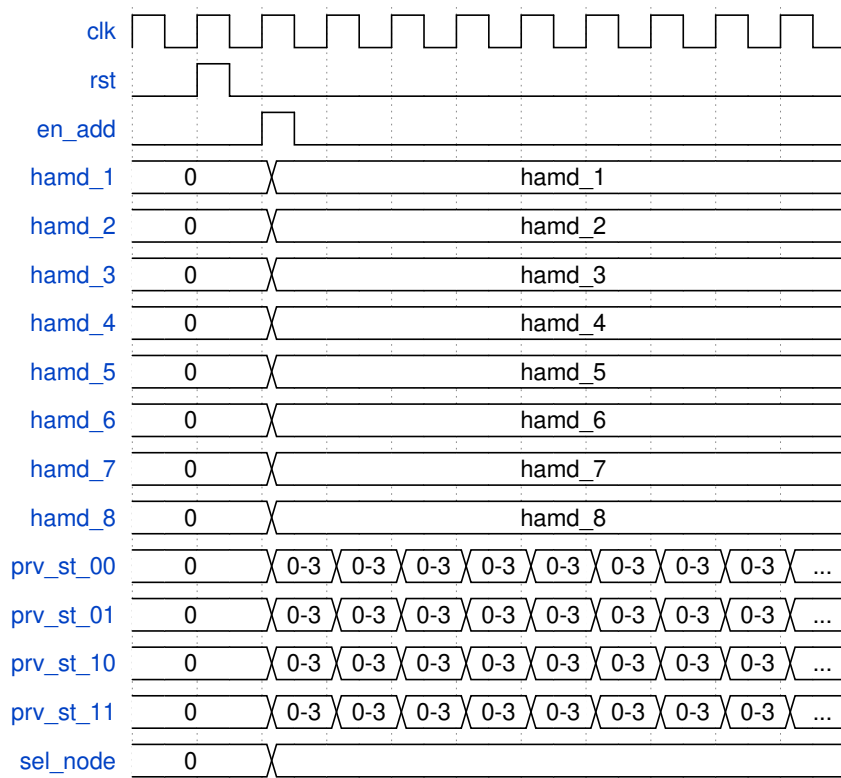 clk
rst
en_add
hamd_1 0 hamd_1
hamd_2 0 hamd_2
hamd_3 0 hamd_3
hamd_4 0 hamd_4
hamd_5 0 hamd_5
hamd_6 0 hamd_6
hamd_7 0 hamd_7
hamd_8 0 hamd_8
prv_st_00 0 0-3 0-3 0-3 0-3 0-3 0-3 0-3 0-3 ...
prv_st_01 0 0-3 0-3 0-3 0-3 0-3 0-3 0-3 0-3 ...
prv_st_10 0 0-3 0-3 0-3 0-3 0-3 0-3 0-3 0-3 ...
prv_st_11 0 0-3 0-3 0-3 0-3 0-3 0-3 0-3 0-3 ...
sel_node 0